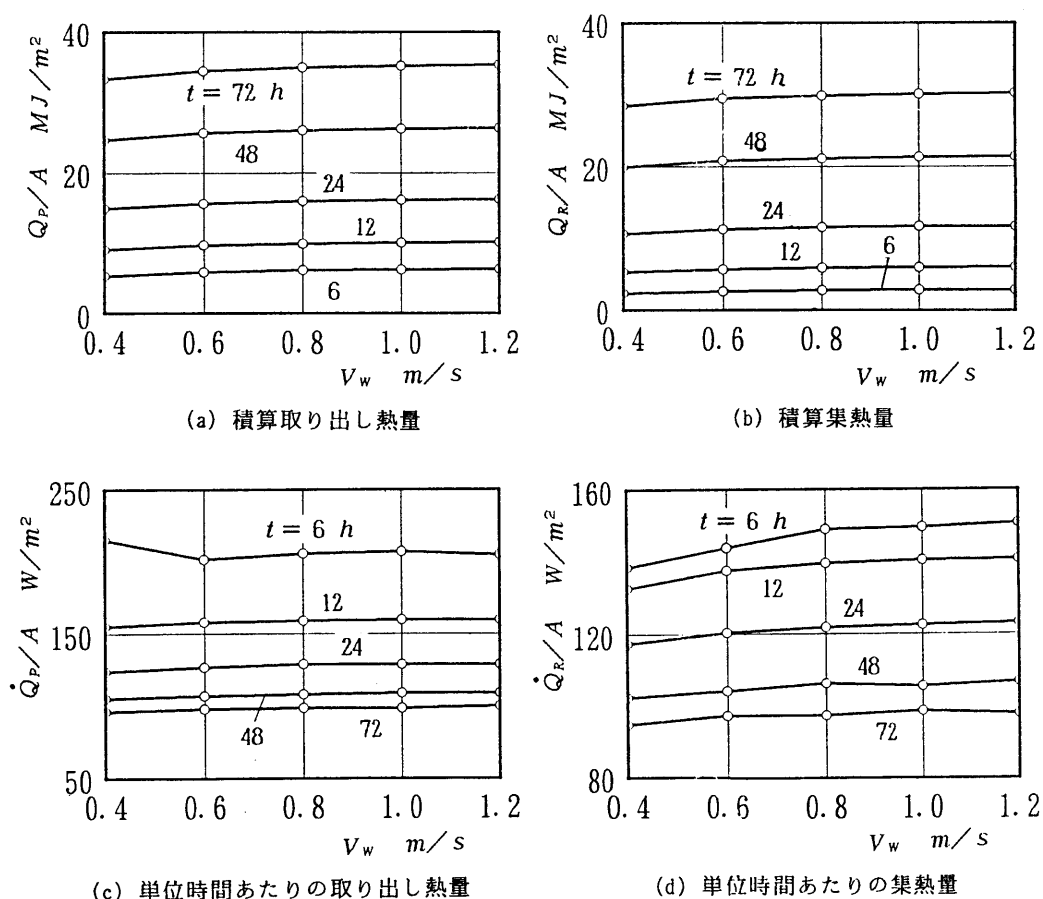 40
20
0
Q_P/A MJ/m²
t = 72 h
48
24
12
6
0.4 0.6 0.8 1.0 1.2
V_W m/s
(a) 積算取り出し熱量
40
20
0
Q_R/A MJ/m²
t = 72 h
48
24
12
6
0.4 0.6 0.8 1.0 1.2
V_W m/s
(b) 積算集熱量
250
150
50
Q̇_P/A W/m²
t = 6 h
12
24
48
72
0.4 0.6 0.8 1.0 1.2
V_W m/s
(c) 単位時間あたりの取り出し熱量
160
120
80
Q̇_R/A W/m²
t = 6 h
12
24
48
72
0.4 0.6 0.8 1.0 1.2
V_W m/s
(d) 単位時間あたりの集熱量